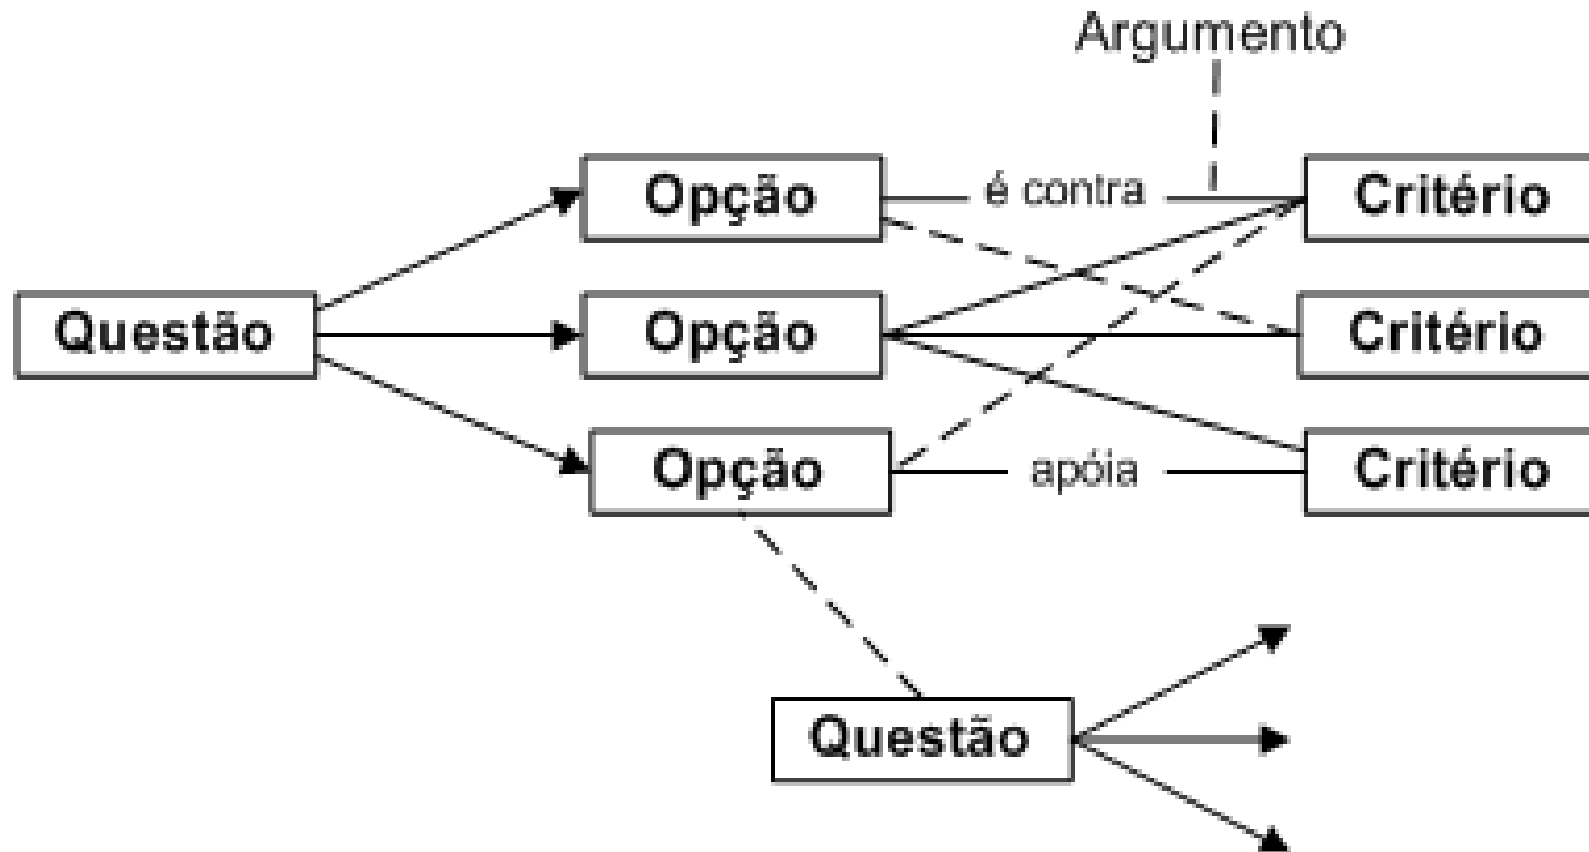 Argumento
Opção
é contra
Critério
Questão
Opção
Critério
Opção
apóia
Critério
Questão